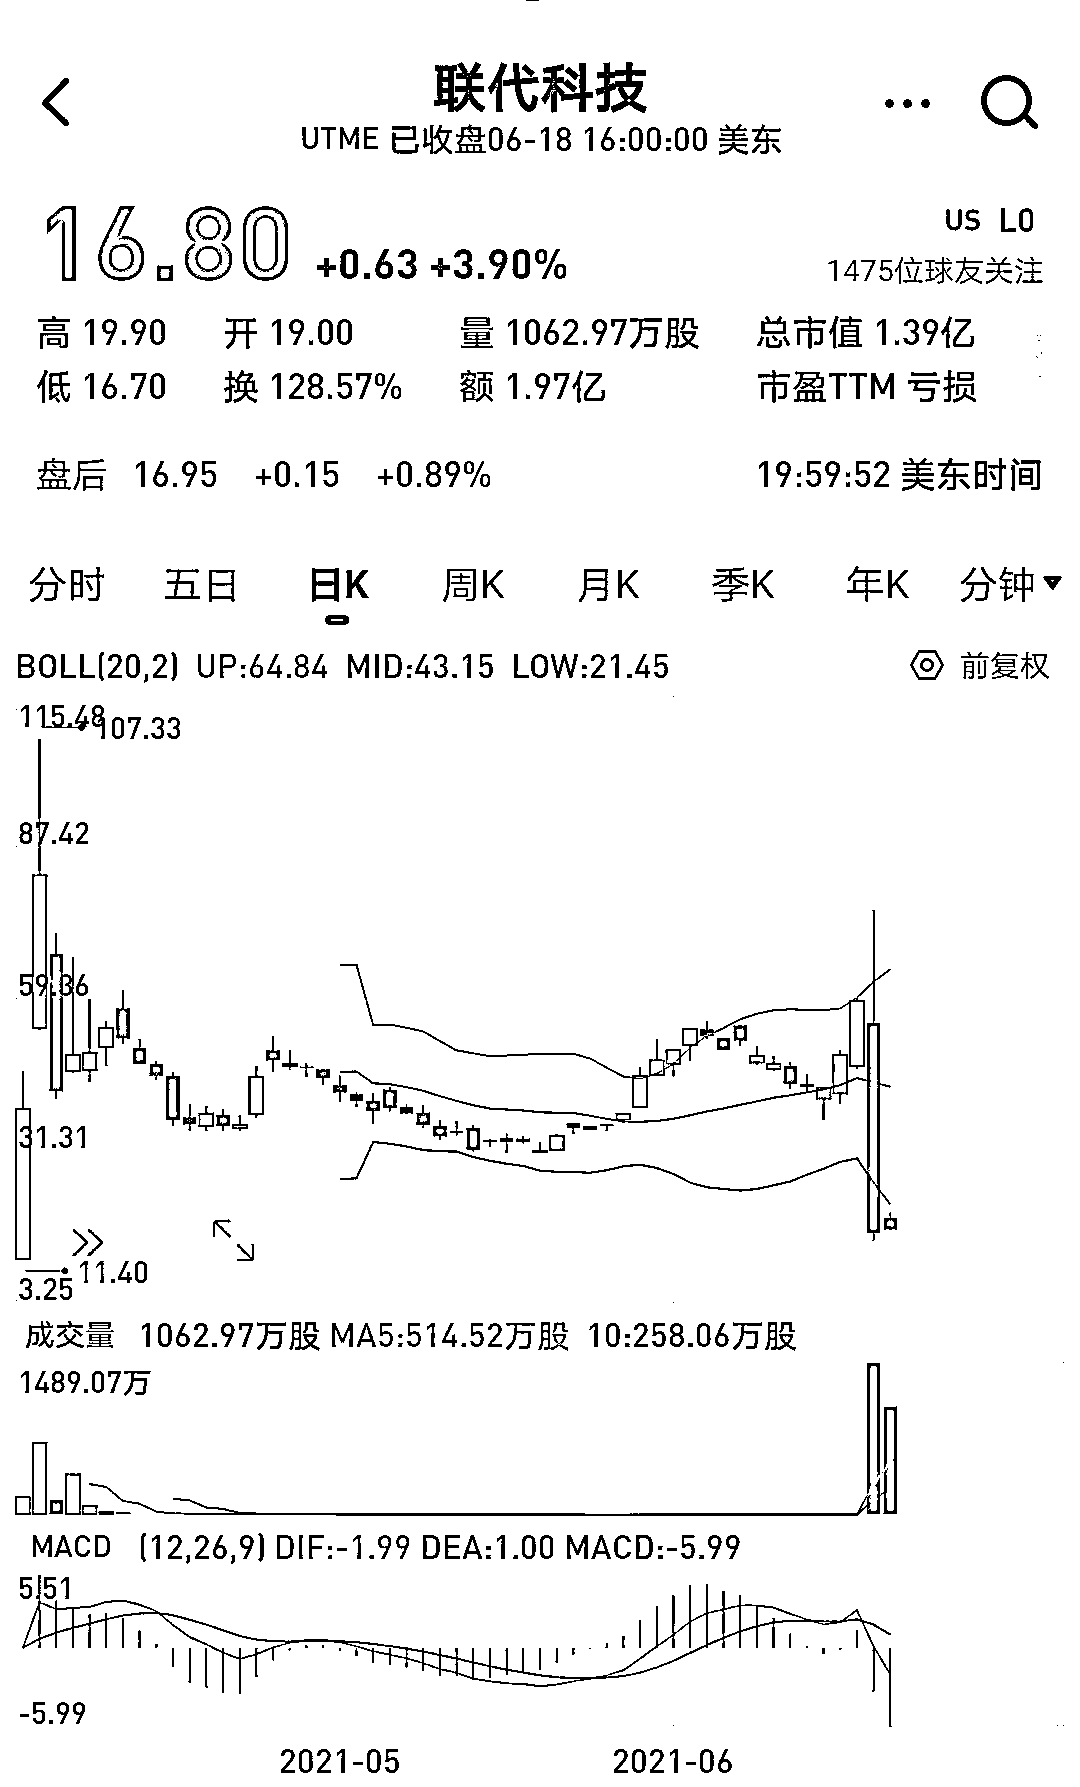 联代科技
UTME 已收盘06-18 16:00:00 美东
16.80 +0.63 +3.90%
US L0
1475位球友关注
高 19.90 开 19.00 量 1062.97万股 总市值 1.39亿
低 16.70 换 128.57% 额 1.97亿 市盈TTM 亏损
盘后 16.95 +0.15 +0.89% 19:59:52 美东时间
分时 五日 日K 周K 月K 季K 年K 分钟
BOLL(20,2) UP:64.84 MID:43.15 LOW:21.45 前复权
115.48
107.33
87.42
59.36
31.31
11.40
3.25
成交量 1062.97万股 MA5:514.52万股 10:258.06万股
1489.07万
MACD (12,26,9) DIF:-1.99 DEA:1.00 MACD:-5.99
5.51
-5.99
2021-05 2021-06